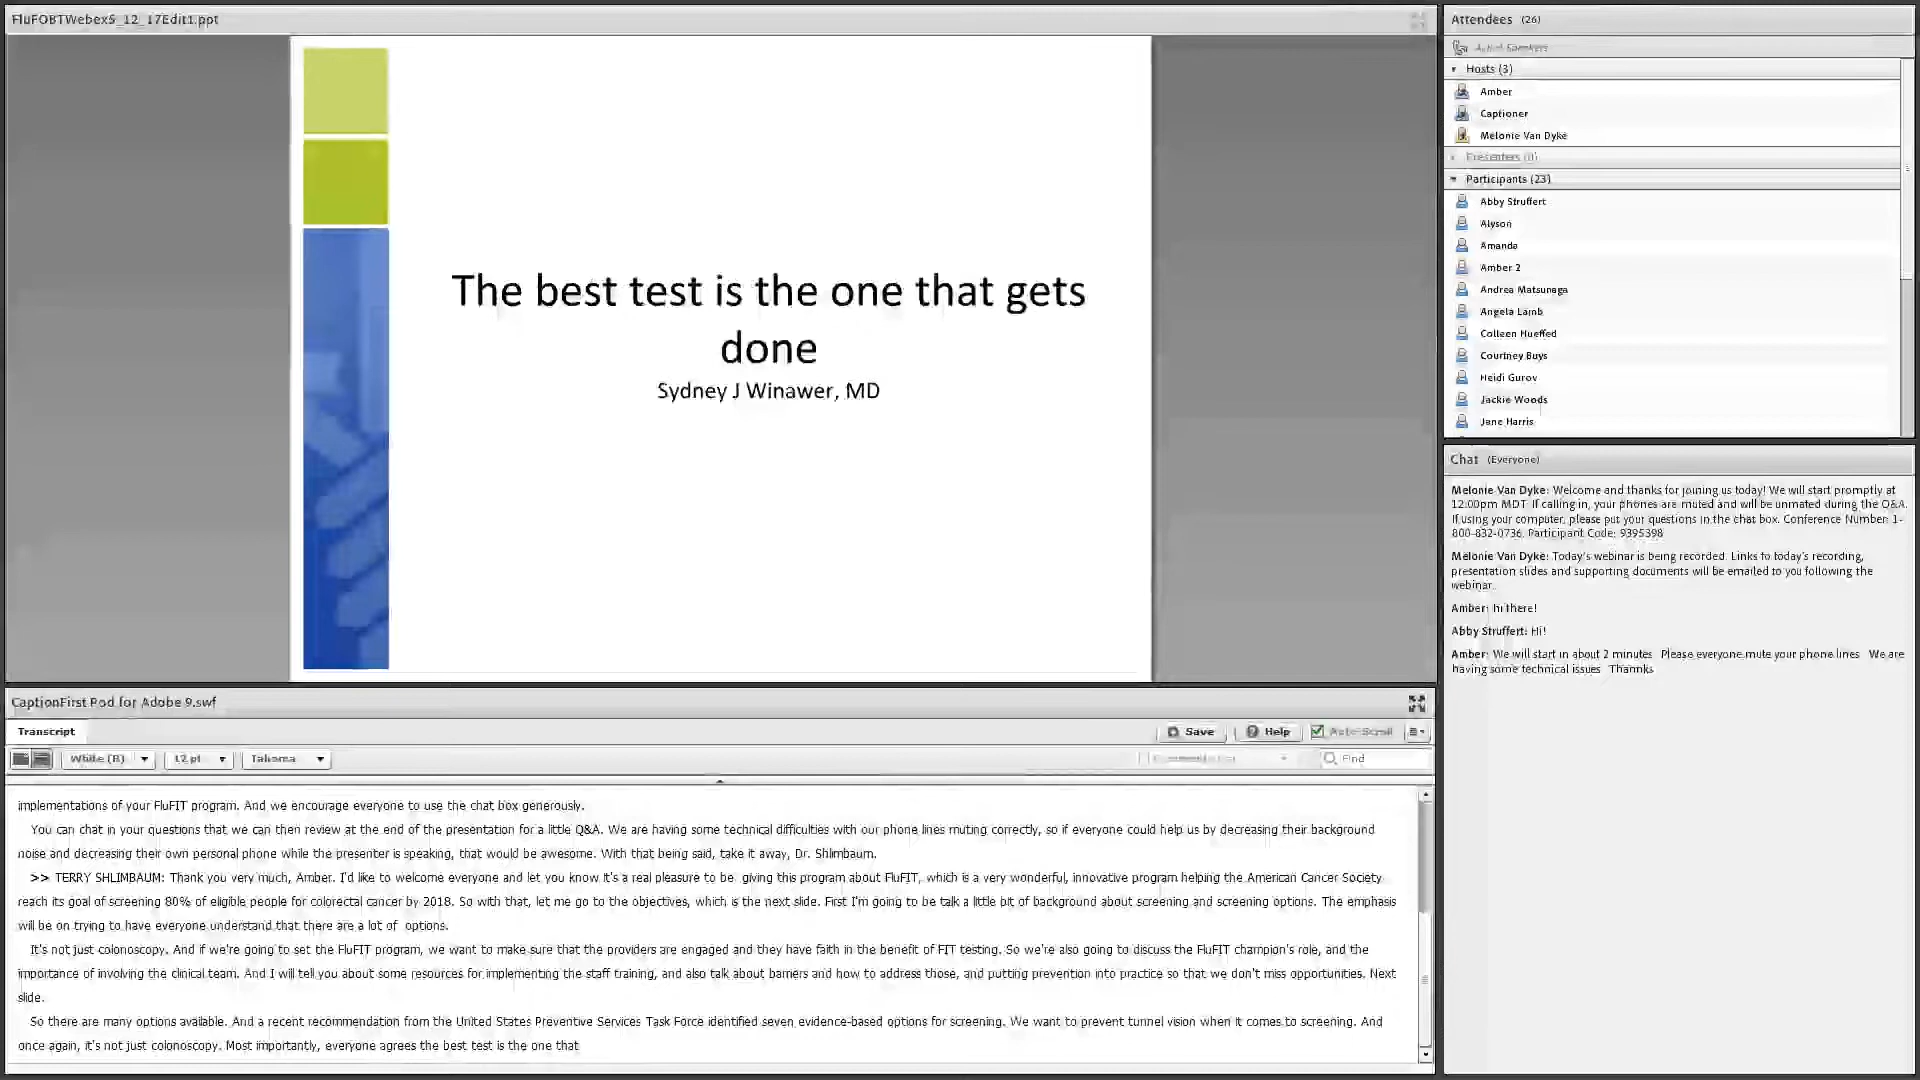 FluFOBTWebex5_12_17Edit1.ppt
The best test is the one that gets
done
Sydney J Winawer, MD
CaptionFirst Pod for Adobe 9.swf
Transcript
Save
Help
Auto-Scroll
White (B)
12 pt
Tahoma
Find
implementations of your FluFIT program. And we encourage everyone to use the chat box generously.
You can chat in your questions that we can then review at the end of the presentation for a little Q&A. We are having some technical difficulties with our phone lines muting correctly, so if everyone could help us by decreasing their background
noise and decreasing their own personal phone while the presenter is speaking, that would be awesome. With that being said, take it away, Dr. Shlimbaum.
>> TERRY SHLIMBAUM: Thank you very much, Amber. I'd like to welcome everyone and let you know it's a real pleasure to be giving this program about FluFIT, which is a very wonderful, innovative program helping the American Cancer Society
reach its goal of screening 80% of eligible people for colorectal cancer by 2018. So with that, let me go to the objectives, which is the next slide. First I'm going to be talk a little bit of background about screening and screening options. The emphasis
will be on trying to have everyone understand that there are a lot of options.
It's not just colonoscopy. And if we're going to set the FluFIT program, we want to make sure that the providers are engaged and they have faith in the benefit of FIT testing. So we're also going to discuss the FluFIT champion's role, and the
importance of involving the clinical team. And I will tell you about some resources for implementing the staff training, and also talk about barriers and how to address those, and putting prevention into practice so that we don't miss opportunities. Next
slide.
So there are many options available. And a recent recommendation from the United States Preventive Services Task Force identified seven evidence-based options for screening. We want to prevent tunnel vision when it comes to screening. And
once again, it's not just colonoscopy. Most importantly, everyone agrees the best test is the one that
Attendees (26)
Active Speakers
Hosts (3)
Amber
Captioner
Melonie Van Dyke
Presenters (0)
Participants (23)
Abby Struffert
Alyson
Amanda
Amber 2
Andrea Matsunaga
Angela Lamb
Colleen Hueffed
Courtney Buys
Heidi Gurov
Jackie Woods
Jane Harris
Chat (Everyone)
Melonie Van Dyke: Welcome and thanks for joining us today! We will start promptly at
12:00pm MDT. If calling in, your phones are muted and will be unmated during the Q&A.
If using your computer, please put your questions in the chat box. Conference Number: 1-
800-832-0736, Participant Code: 9395398
Melonie Van Dyke: Today's webinar is being recorded. Links to today's recording,
presentation slides and supporting documents will be emailed to you following the
webinar.
Amber: hi there!
Abby Struffert: Hi!
Amber: We will start in about 2 minutes Please everyone mute your phone lines We are
having some technical issues Thannks